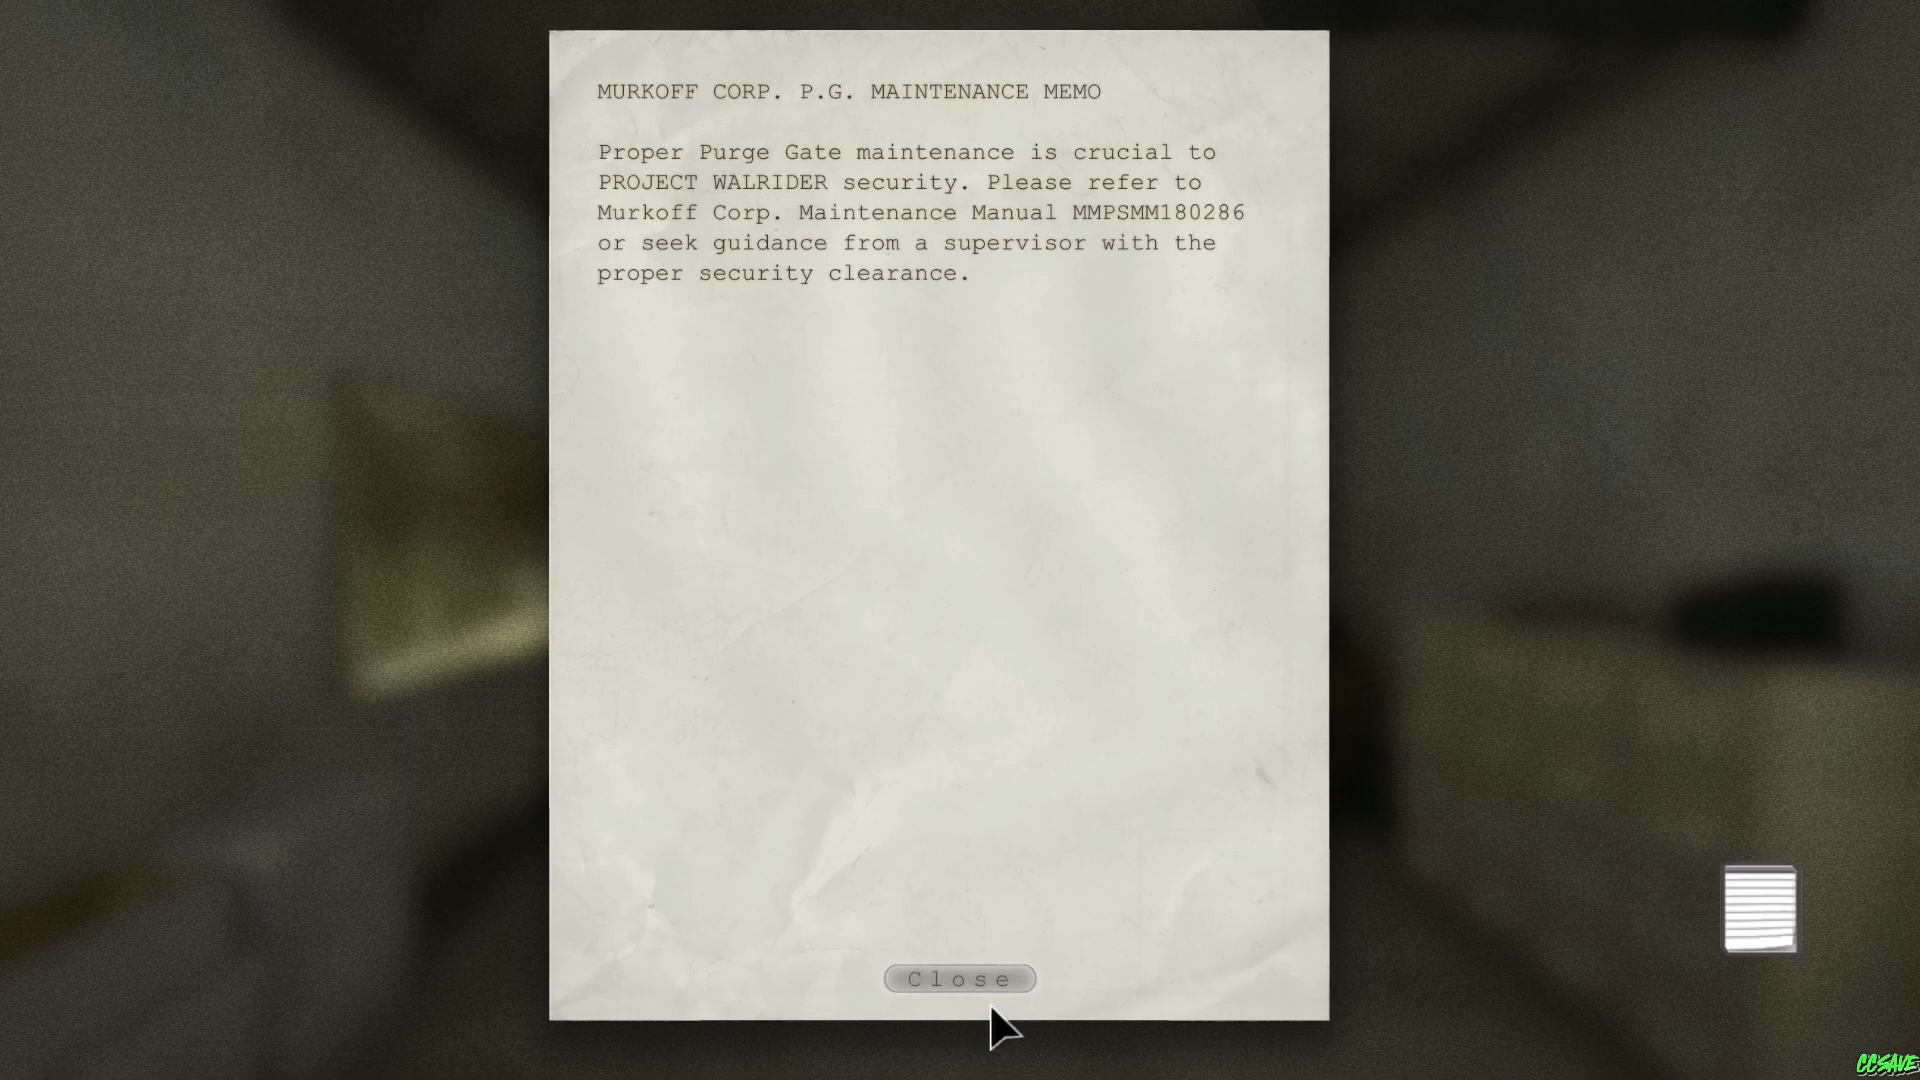 MURKOFF CORP. P.G. MAINTENANCE MEMO
Proper Purge Gate maintenance is crucial to
PROJECT WALRIDER security. Please refer to
Murkoff Corp. Maintenance Manual MMPSMM180286
or seek guidance from a supervisor with the
proper security clearance.
Close
CCSAVE